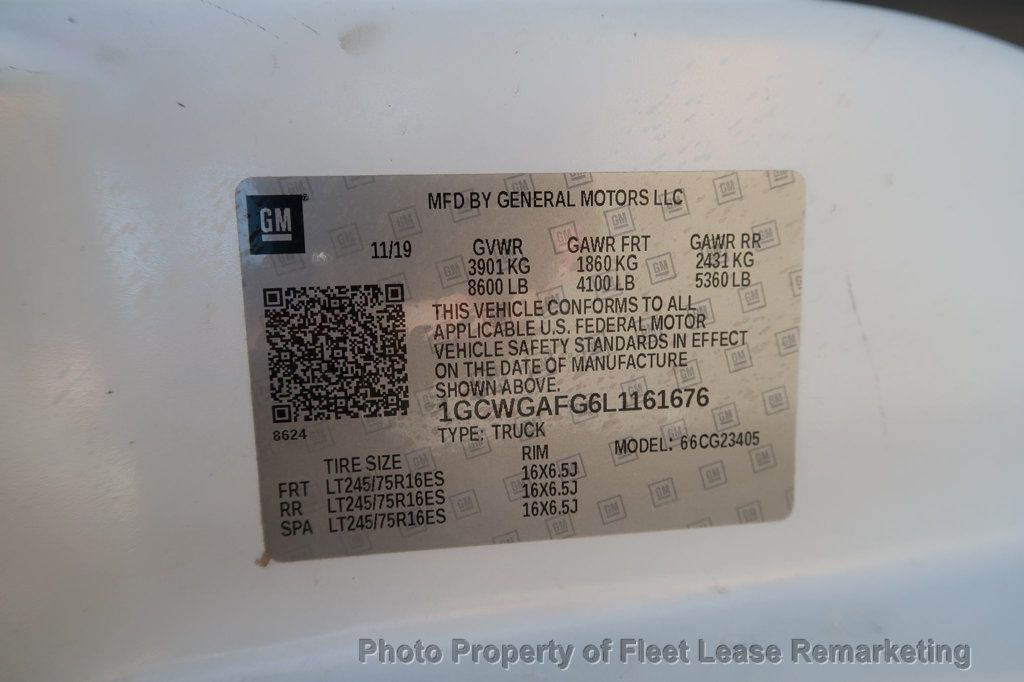 GM
MFD BY GENERAL MOTORS LLC
11/19
GVWR GAWR FRT GAWR RR
3901 KG 1860 KG 2431 KG
8600 LB 4100 LB 5360 LB
THIS VEHICLE CONFORMS TO ALL
APPLICABLE U.S. FEDERAL MOTOR
VEHICLE SAFETY STANDARDS IN EFFECT
ON THE DATE OF MANUFACTURE
SHOWN ABOVE.
1GCWGAFG6L1161676
8624
TYPE: TRUCK MODEL: 66CG23405
TIRE SIZE RIM
FRT LT245/75R16ES 16X6.5J
RR LT245/75R16ES 16X6.5J
SPA LT245/75R16ES 16X6.5J
Photo Property of Fleet Lease Remarketing